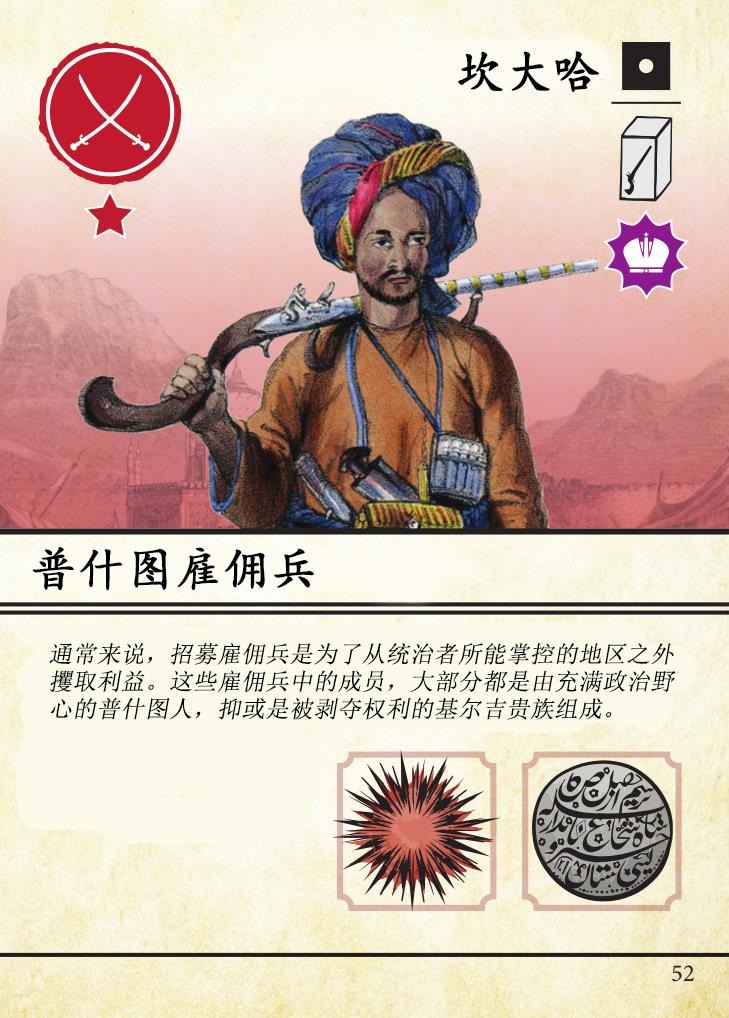 坎大哈
普什图雇佣兵
通常来说，招募雇佣兵是为了从统治者所能掌控的地区之外
攫取利益。这些雇佣兵中的成员，大部分都是由充满政治野
心的普什图人，抑或是被剥夺权利的基尔吉贵族组成。
52